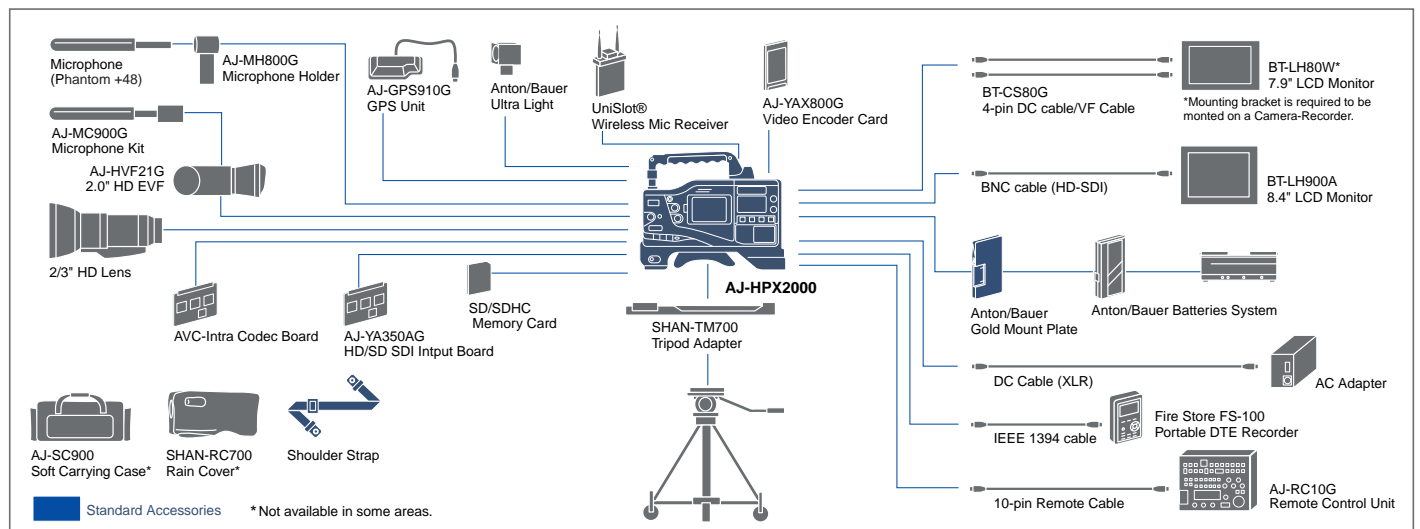 Microphone
(Phantom +48)
AJ-MH800G
Microphone Holder
AJ-GPS910G
GPS Unit
Anton/Bauer
Ultra Light
UniSlot®
Wireless Mic Receiver
AJ-YAX800G
Video Encoder Card
BT-CS80G
4-pin DC cable/VF Cable
BT-LH80W*
7.9" LCD Monitor
*Mounting bracket is required to be
monted on a Camera-Recorder.
AJ-MC900G
Microphone Kit
AJ-HVF21G
2.0" HD EVF
BNC cable (HD-SDI)
BT-LH900A
8.4" LCD Monitor
2/3" HD Lens
AJ-HPX2000
Anton/Bauer
Gold Mount Plate
Anton/Bauer Batteries System
AVC-Intra Codec Board
AJ-YA350AG
HD/SD SDI Intput Board
SD/SDHC
Memory Card
SHAN-TM700
Tripod Adapter
DC Cable (XLR)
AC Adapter
IEEE 1394 cable
Fire Store FS-100
Portable DTE Recorder
AJ-SC900
Soft Carrying Case*
SHAN-RC700
Rain Cover*
Shoulder Strap
10-pin Remote Cable
AJ-RC10G
Remote Control Unit
Standard Accessories
*Not available in some areas.